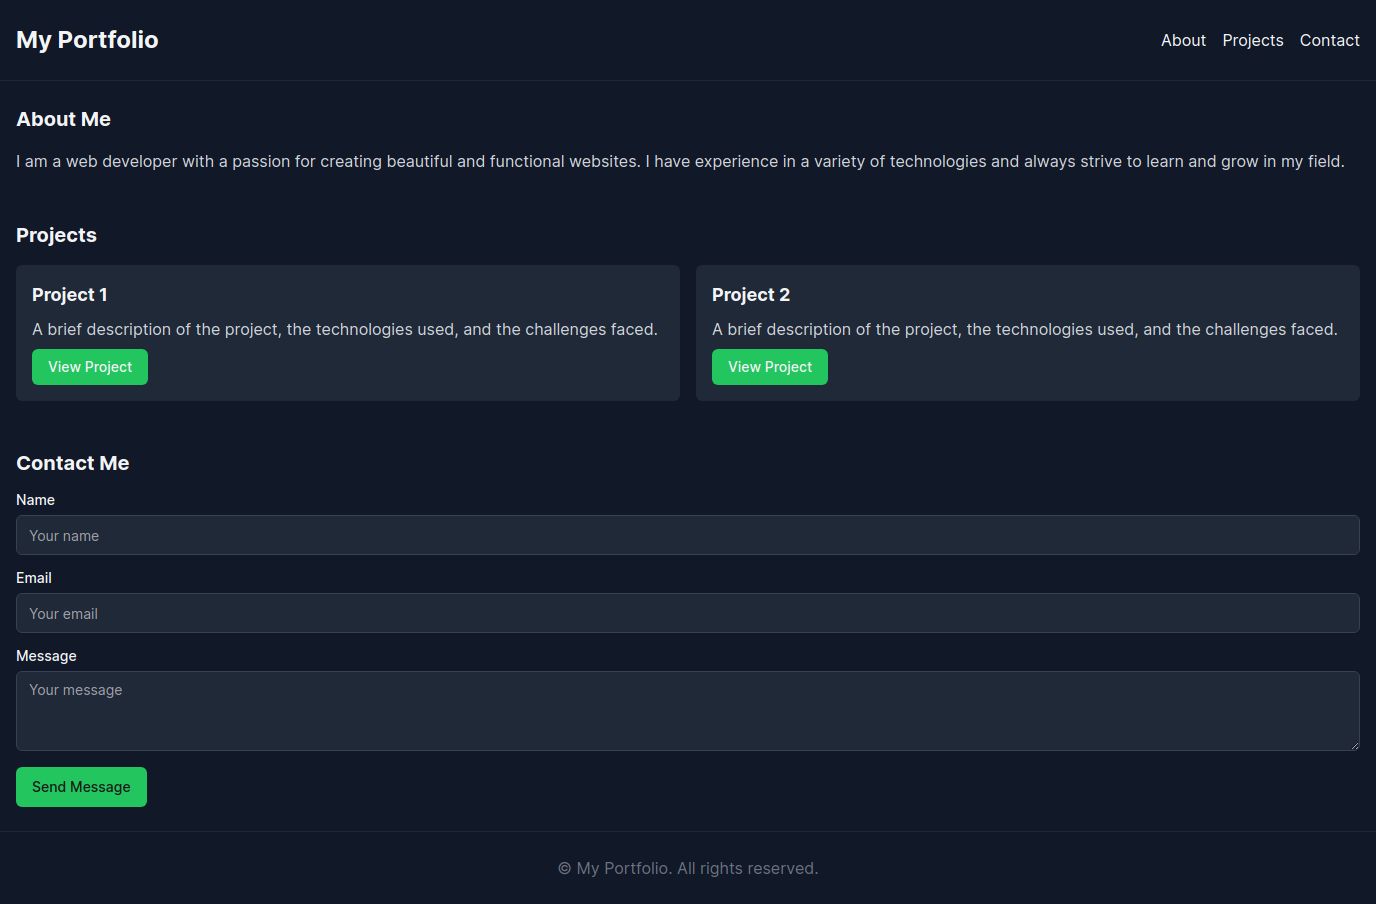 My Portfolio
About Projects Contact
About Me
I am a web developer with a passion for creating beautiful and functional websites. I have experience in a variety of technologies and always strive to learn and grow in my field.
Projects
Project 1
A brief description of the project, the technologies used, and the challenges faced.
View Project
Project 2
A brief description of the project, the technologies used, and the challenges faced.
View Project
Contact Me
Name
Your name
Email
Your email
Message
Your message
Send Message
© My Portfolio. All rights reserved.